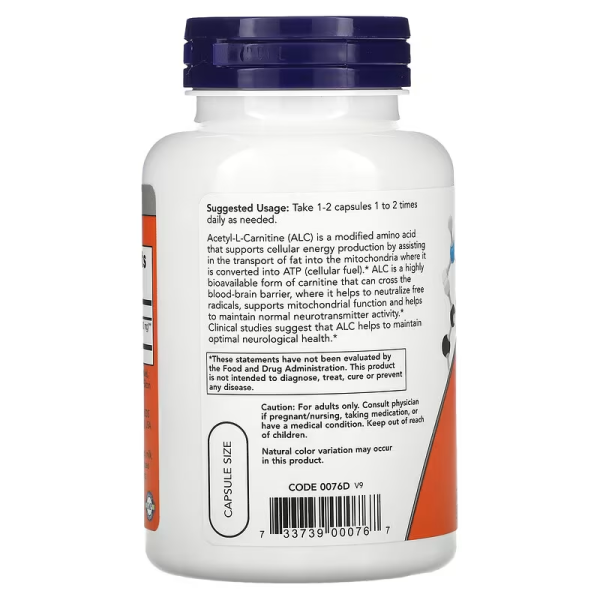 Suggested Usage: Take 1-2 capsules 1 to 2 times
daily as needed.
Acetyl-L-Carnitine (ALC) is a modified amino acid
that supports cellular energy production by assisting
in the transport of fat into the mitochondria where it
is converted into ATP (cellular fuel).* ALC is a highly
bioavailable form of carnitine that can cross the
blood-brain barrier, where it helps to neutralize free
radicals, supports mitochondrial function and helps
to maintain normal neurotransmitter activity.*
Clinical studies suggest that ALC helps to maintain
optimal neurological health.*
*These statements have not been evaluated by
the Food and Drug Administration. This product
is not intended to diagnose, treat, cure or prevent
any disease.
Caution: For adults only. Consult physician
if pregnant/nursing, taking medication, or
have a medical condition. Keep out of reach
of children.
Natural color variation may occur
in this product.
CAPSULE SIZE
CODE 0076D V9
7 33739 00076 7